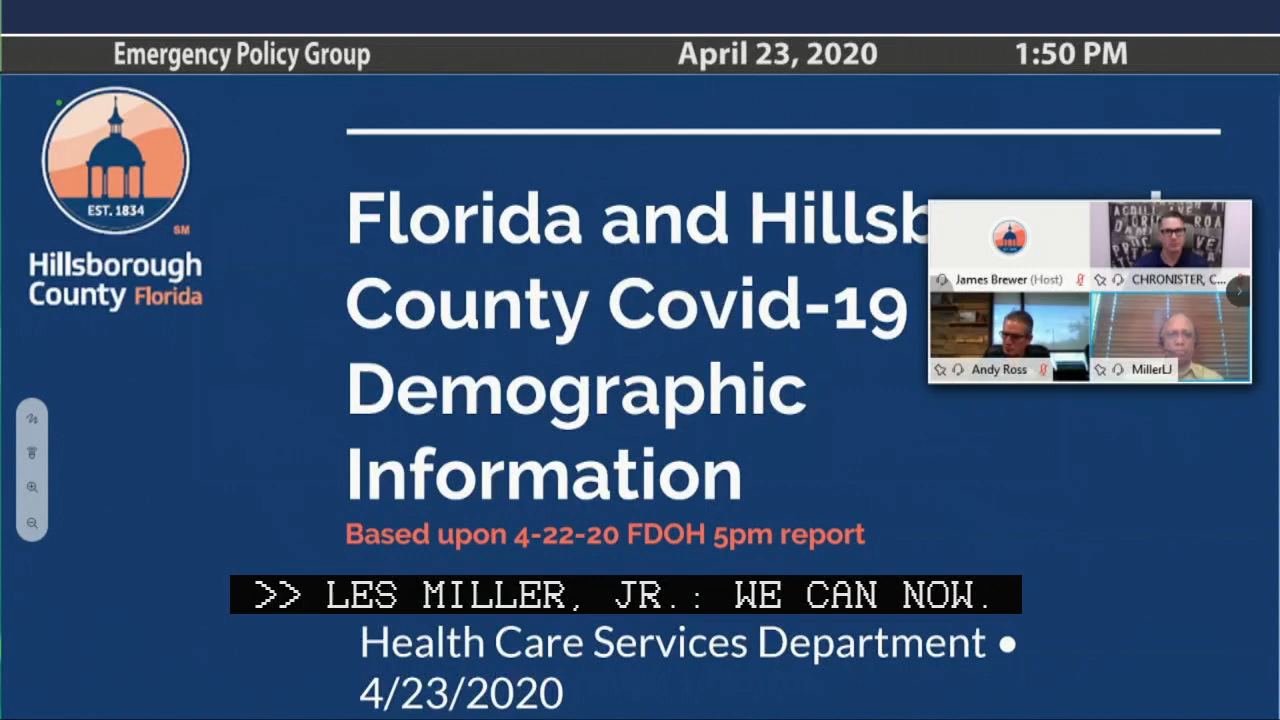 Emergency Policy Group April 23, 2020 1:50 PM
EST. 1834
SM
Hillsborough
County Florida
Florida and Hillsb
County Covid-19
Demographic
Information
Based upon 4-22-20 FDOH 5pm report
James Brewer (Host)
CHRONISTER, C...
Andy Ross
MillerLJ
>> LES MILLER, JR.: WE CAN NOW.
Health Care Services Department •
4/23/2020